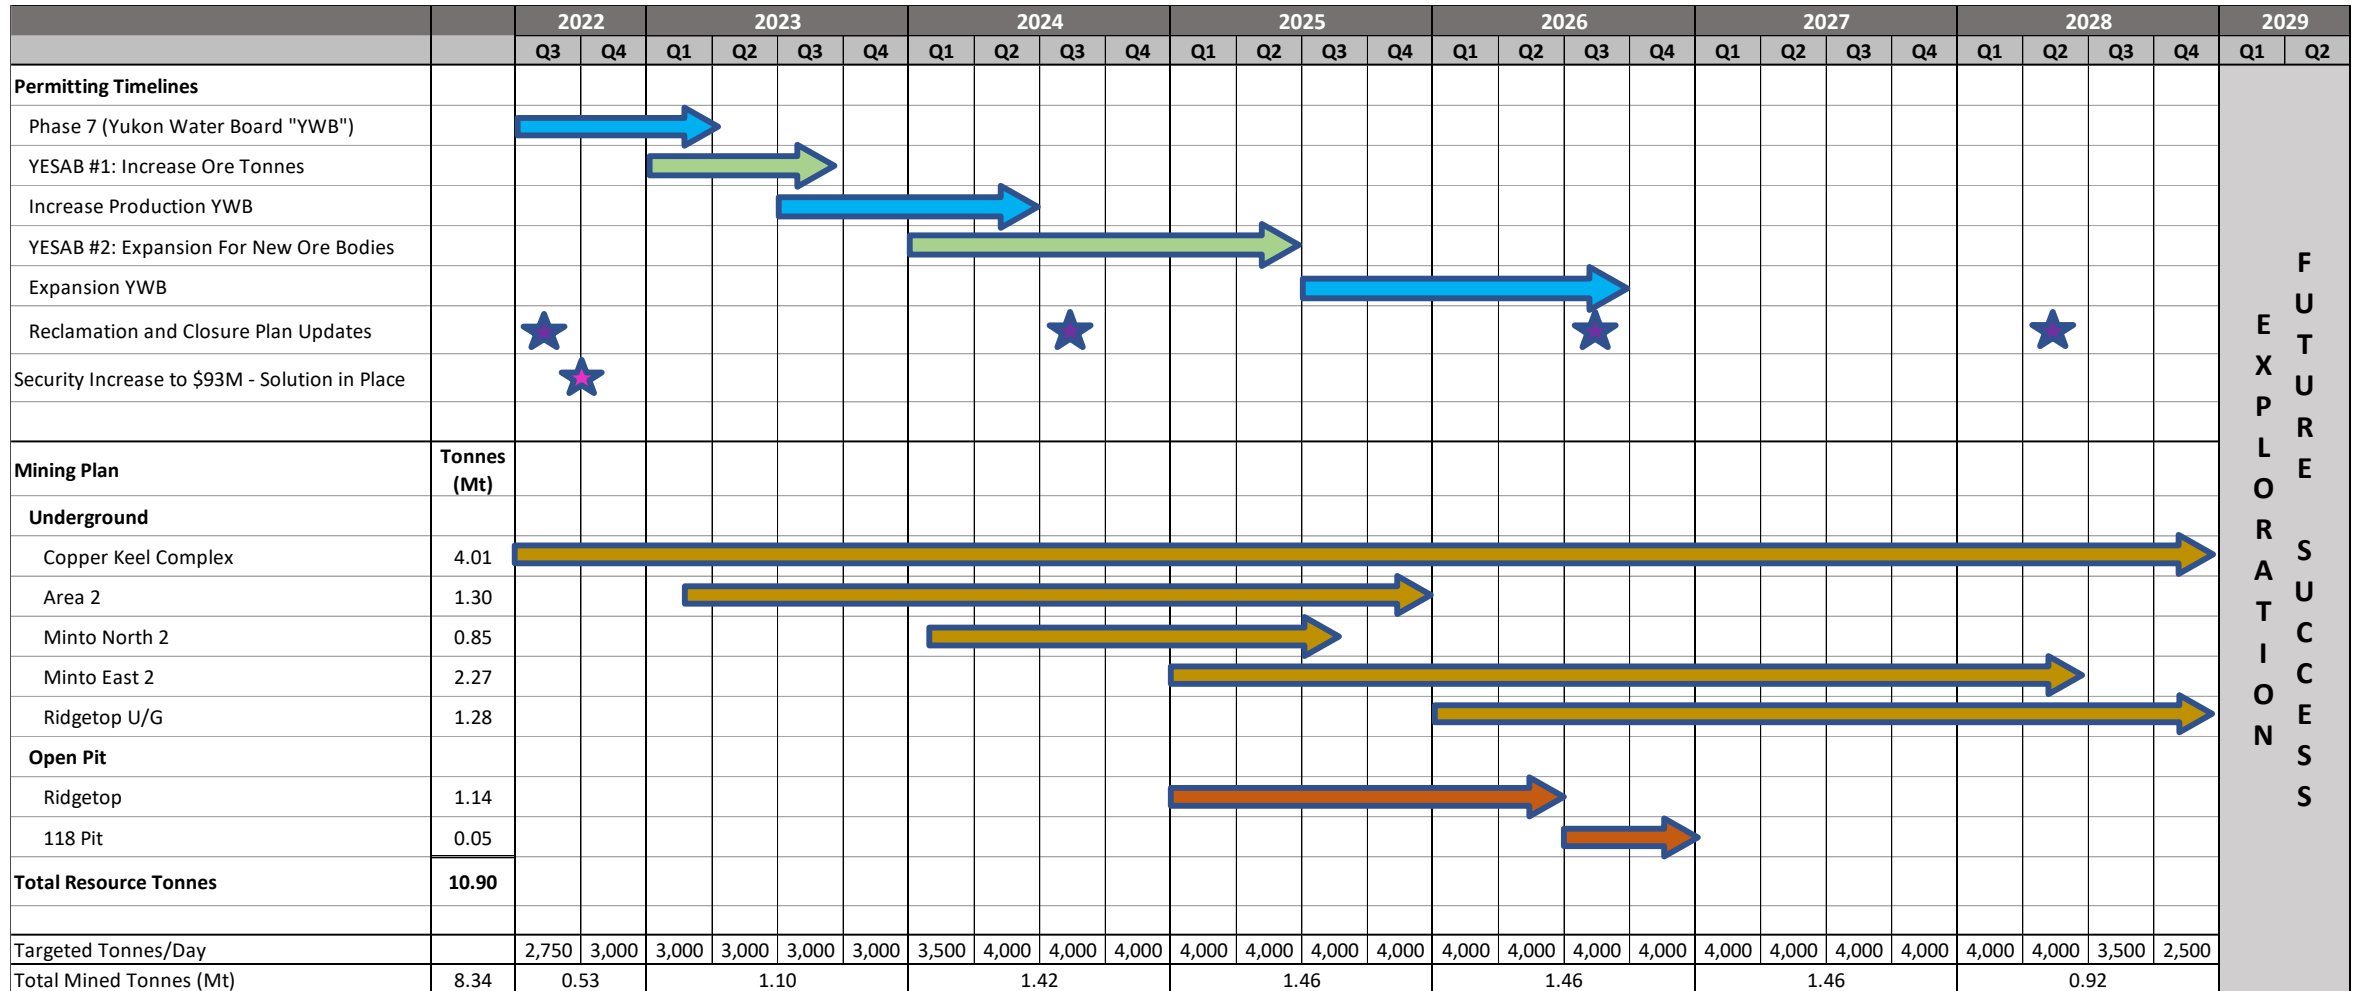 2022 2023 2024 2025 2026 2027 2028 2029
Q3 Q4 Q1 Q2 Q3 Q4 Q1 Q2 Q3 Q4 Q1 Q2 Q3 Q4 Q1 Q2 Q3 Q4 Q1 Q2 Q3 Q4 Q1 Q2 Q3 Q4 Q1 Q2
Permitting Timelines
Phase 7 (Yukon Water Board "YWB")
YESAB #1: Increase Ore Tonnes
Increase Production YWB
YESAB #2: Expansion For New Ore Bodies
Expansion YWB
Reclamation and Closure Plan Updates
Security Increase to $93M - Solution in Place
Mining Plan Tonnes
(Mt)
Underground
Copper Keel Complex 4.01
Area 2 1.30
Minto North 2 0.85
Minto East 2 2.27
Ridgetop U/G 1.28
Open Pit
Ridgetop 1.14
118 Pit 0.05
Total Resource Tonnes 10.90
Targeted Tonnes/Day 2,750 3,000 3,000 3,000 3,000 3,000 3,500 4,000 4,000 4,000 4,000 4,000 4,000 4,000 4,000 4,000 4,000 4,000 4,000 4,000 4,000 4,000 4,000 4,000 3,500 2,500
Total Mined Tonnes (Mt) 8.34 0.53 1.10 1.42 1.46 1.46 1.46 0.92
EXPLORATION
FUTURE SUCCESS